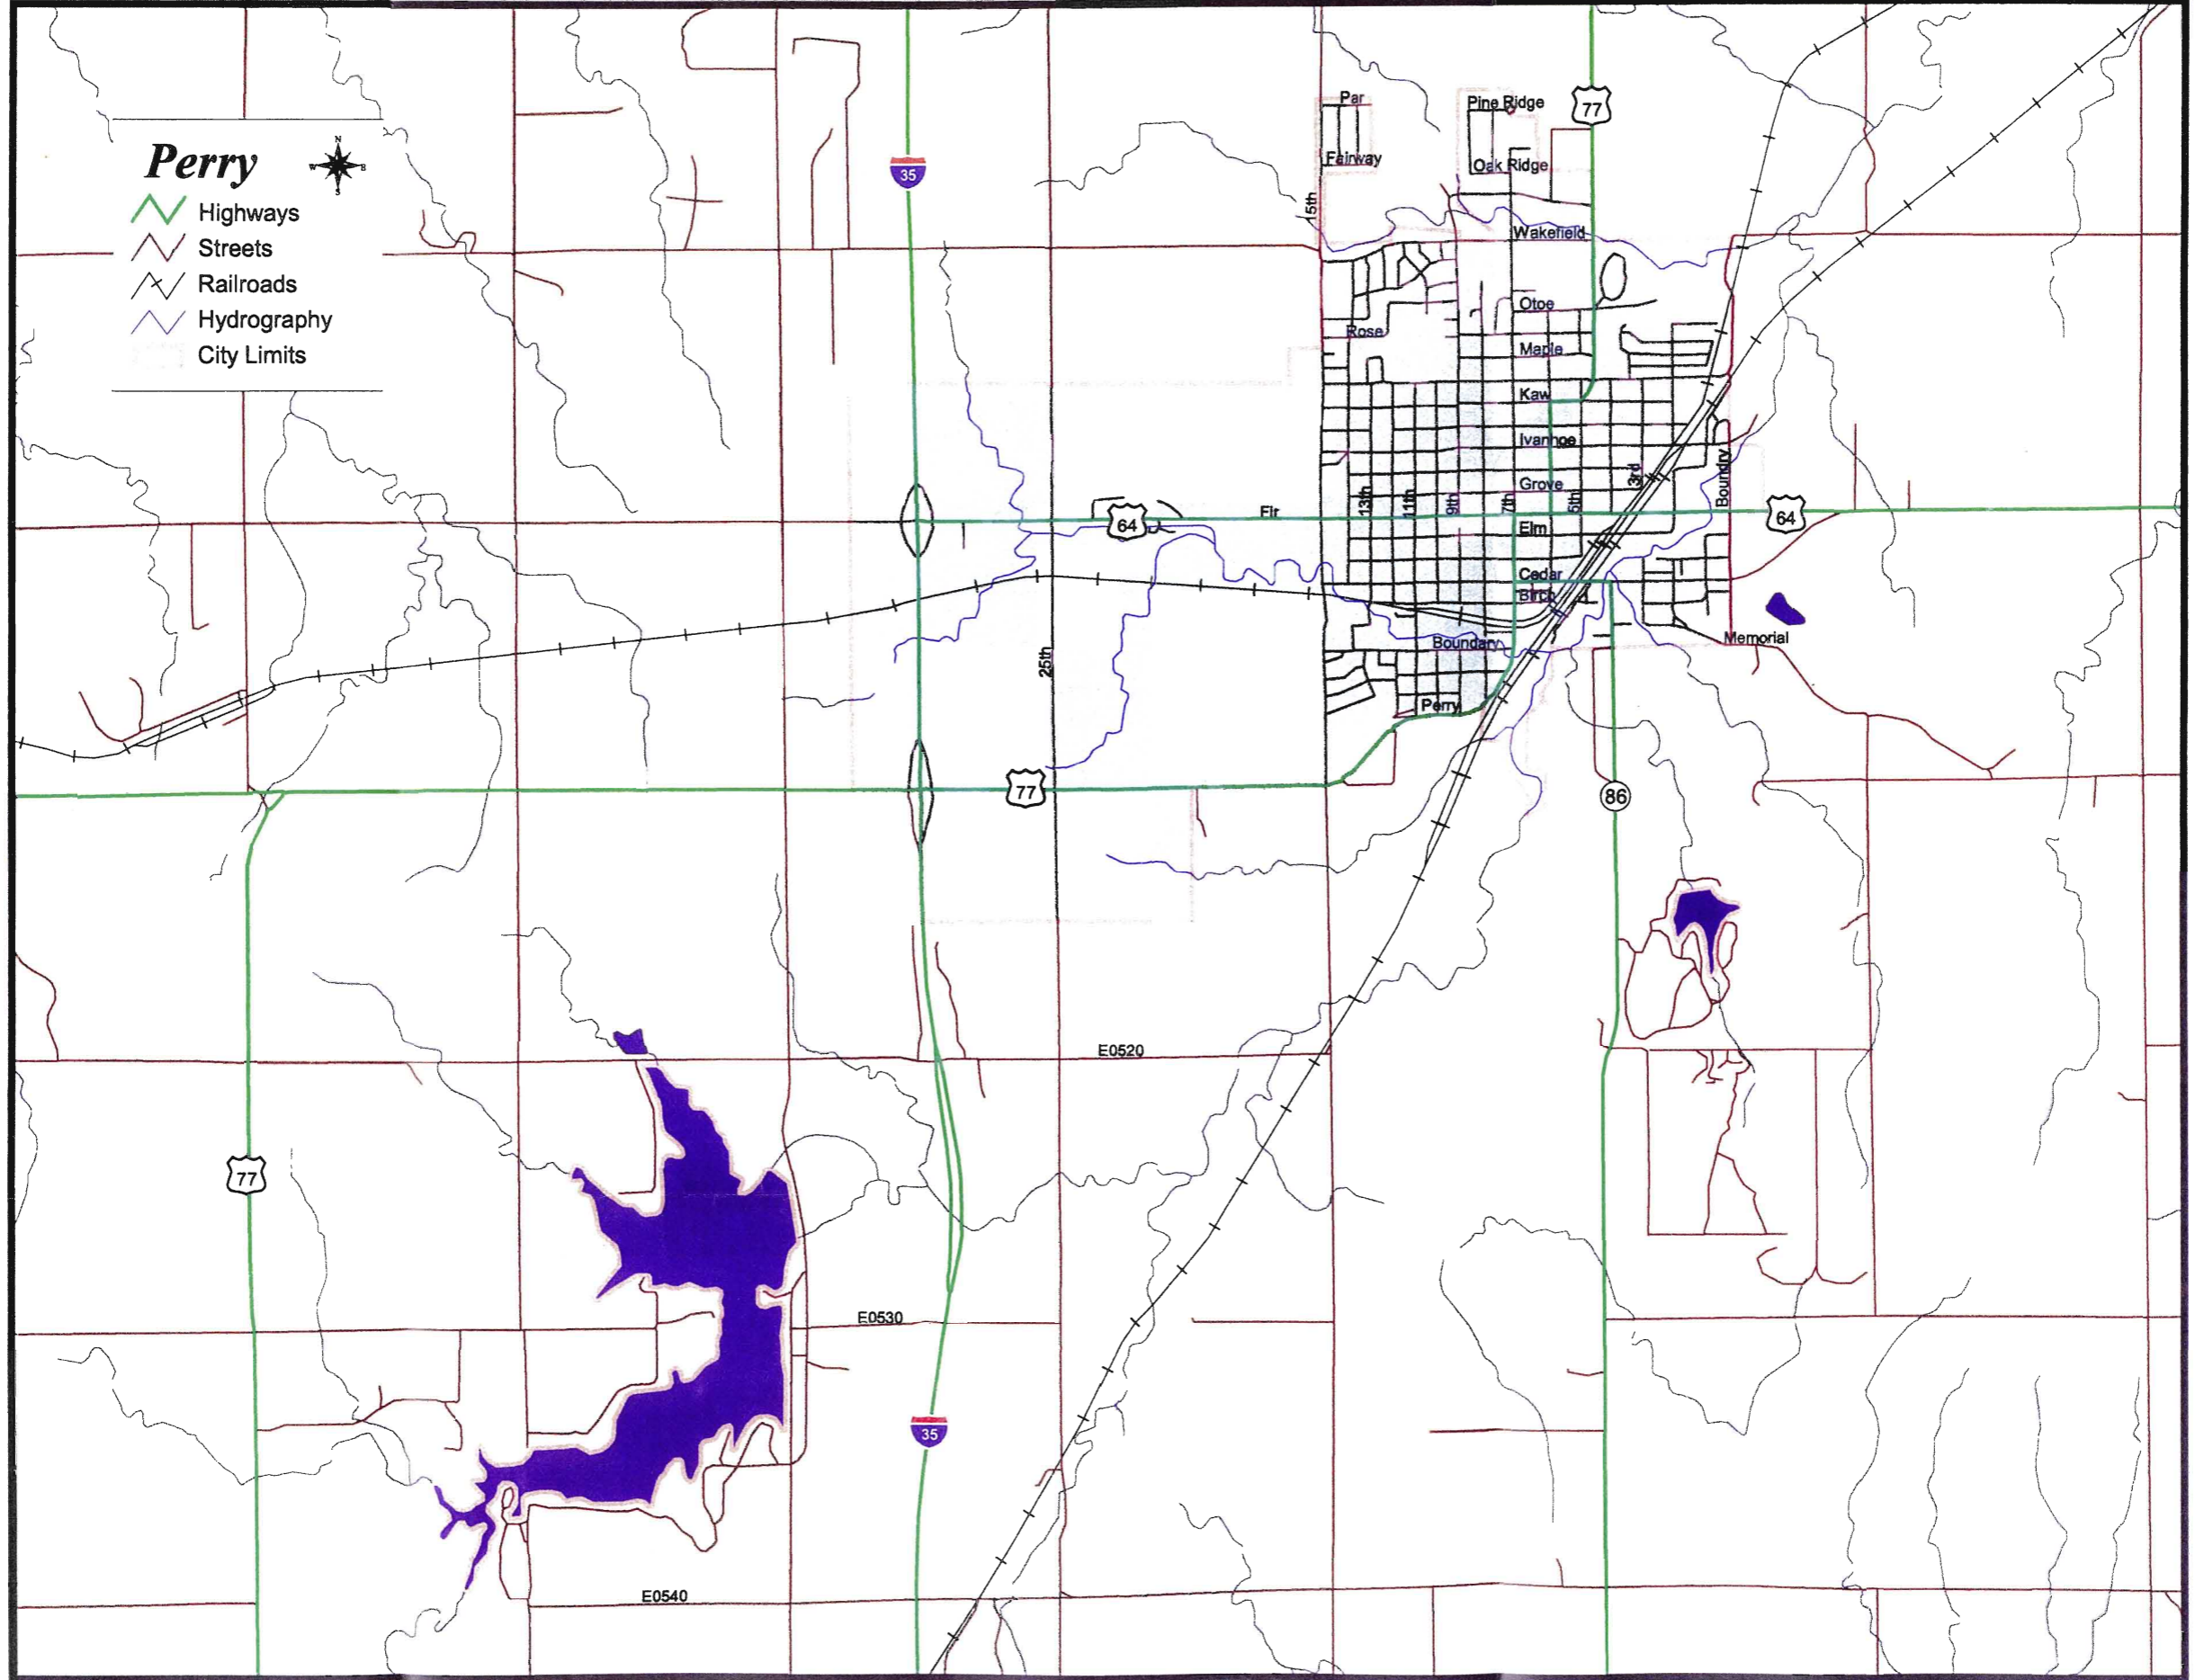 Perry
N
W
E
S
Highways
Streets
Railroads
Hydrography
City Limits
35
77
Par
Pine Ridge
Fairway
Oak Ridge
15th
Wakefield
Otoe
Rose
Maple
Kaw
Ivanhoe
3rd
Boundry
Grove
13th
11th
9th
7th
5th
Fir
64
64
Elm
Cedar
Birch
Memorial
Boundary
25th
Perry
77
86
E0520
77
E0530
35
E0540